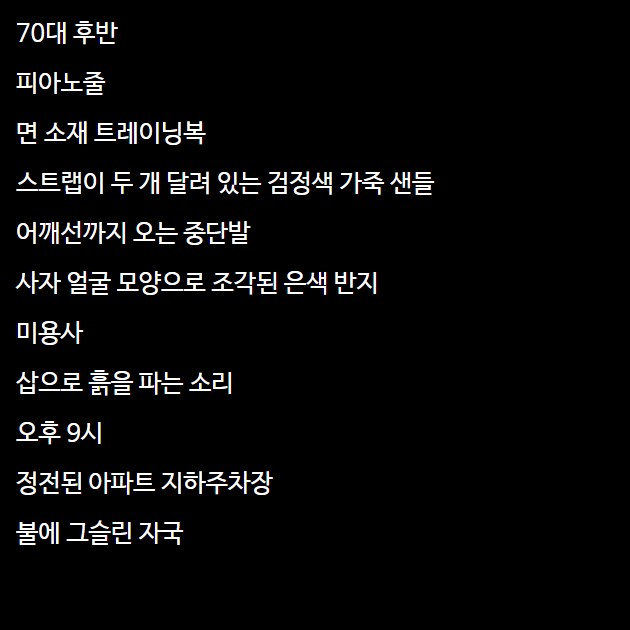 70대 후반
피아노줄
면 소재 트레이닝복
스트랩이 두 개 달려 있는 검정색 가죽 샌들
어깨선까지 오는 중단발
사자 얼굴 모양으로 조각된 은색 반지
미용사
삽으로 흙을 파는 소리
오후 9시
정전된 아파트 지하주차장
불에 그슬린 자국